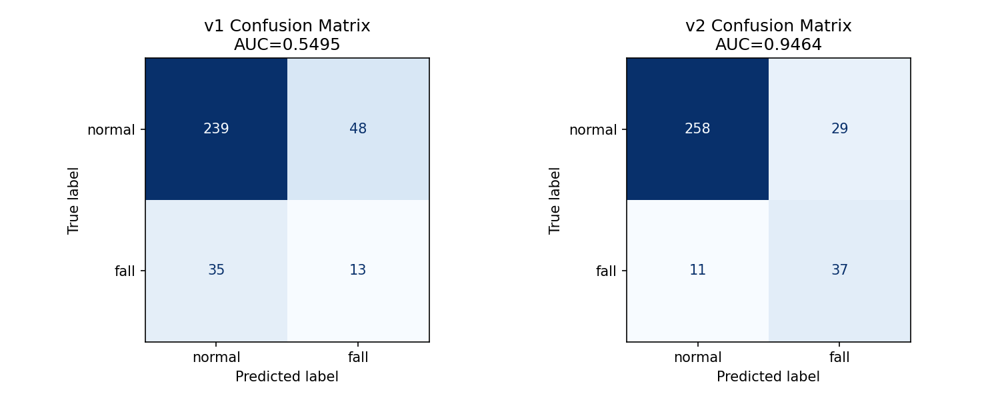 v1 Confusion Matrix
AUC=0.5495
normal
239
48
True label
fall
35
13
normal
fall
Predicted label
v2 Confusion Matrix
AUC=0.9464
normal
258
29
True label
fall
11
37
normal
fall
Predicted label